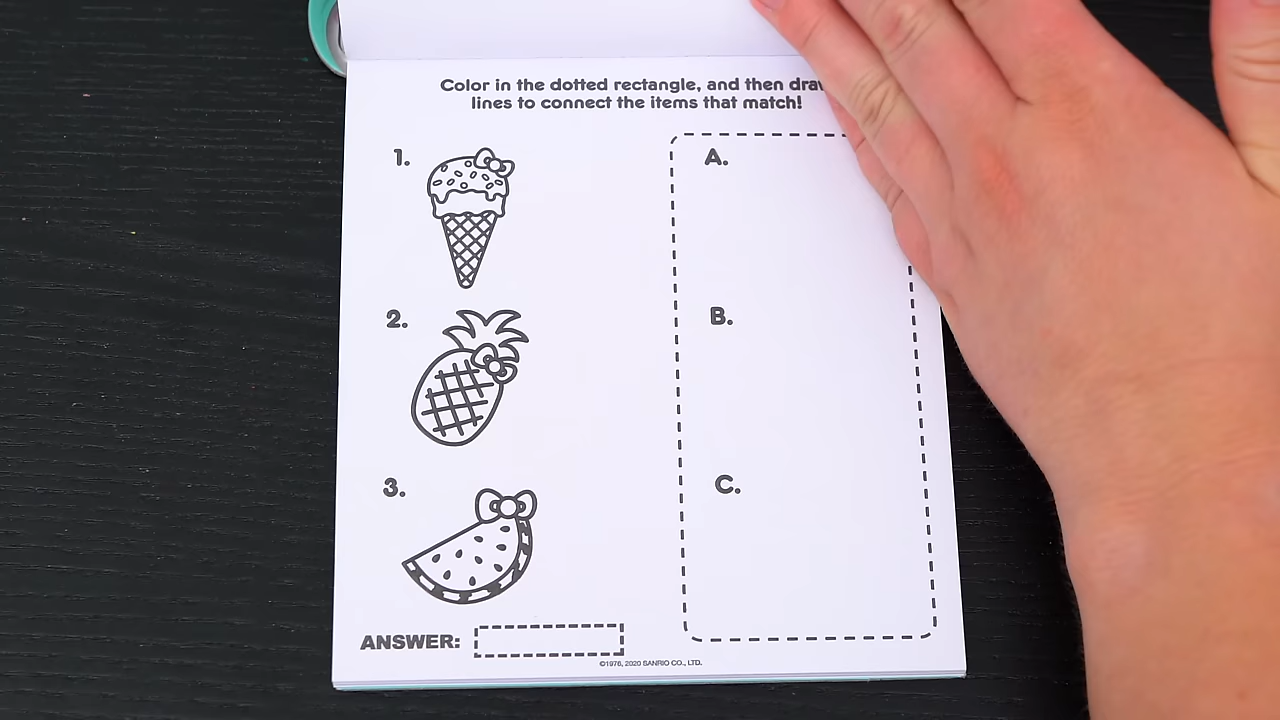 Color in the dotted rectangle, and then
lines to connect the items that match!
1.
A.
2.
B.
3.
C.
ANSWER:
©1976, 2020 SANRIO CO., LTD.